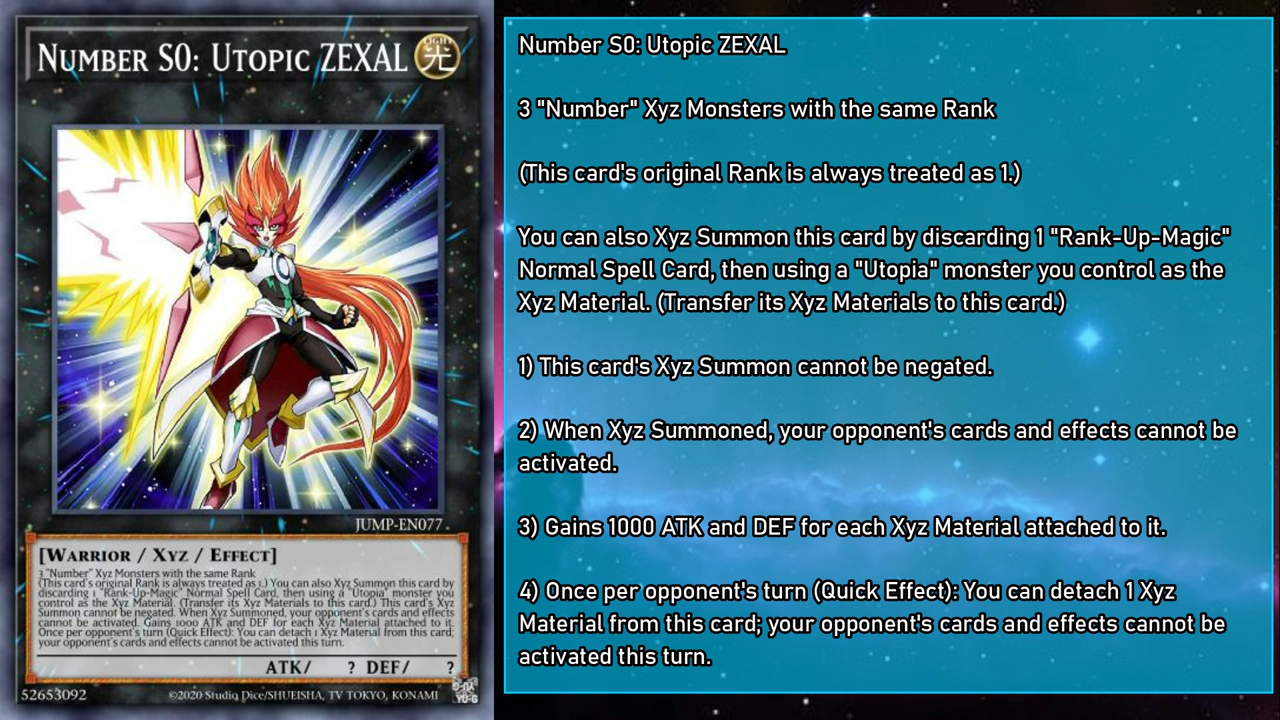 NUMBER S0: UTOPIC ZEXAL
LIGHT
光
JUMP-EN077
[WARRIOR / XYZ / EFFECT]
3 "Number" Xyz Monsters with the same Rank
(This card's original Rank is always treated as 1.) You can also Xyz Summon this card by
discarding 1 "Rank-Up-Magic" Normal Spell Card, then using a "Utopia" monster you
control as the Xyz Material. (Transfer its Xyz Materials to this card.) This card's Xyz
Summon cannot be negated. When Xyz Summoned, your opponent's cards and effects
cannot be activated. Gains 1000 ATK and DEF for each Xyz Material attached to it.
Once per opponent's turn (Quick Effect): You can detach 1 Xyz Material from this card;
your opponent's cards and effects cannot be activated this turn.
ATK/ ? DEF/ ?
52653092
©2020 Studio Dice/SHUEISHA, TV TOKYO, KONAMI
Number S0: Utopic ZEXAL
3 "Number" Xyz Monsters with the same Rank
(This card's original Rank is always treated as 1.)
You can also Xyz Summon this card by discarding 1 "Rank-Up-Magic"
Normal Spell Card, then using a "Utopia" monster you control as the
Xyz Material. (Transfer its Xyz Materials to this card.)
1) This card's Xyz Summon cannot be negated.
2) When Xyz Summoned, your opponent's cards and effects cannot be
activated.
3) Gains 1000 ATK and DEF for each Xyz Material attached to it.
4) Once per opponent's turn (Quick Effect): You can detach 1 Xyz
Material from this card; your opponent's cards and effects cannot be
activated this turn.